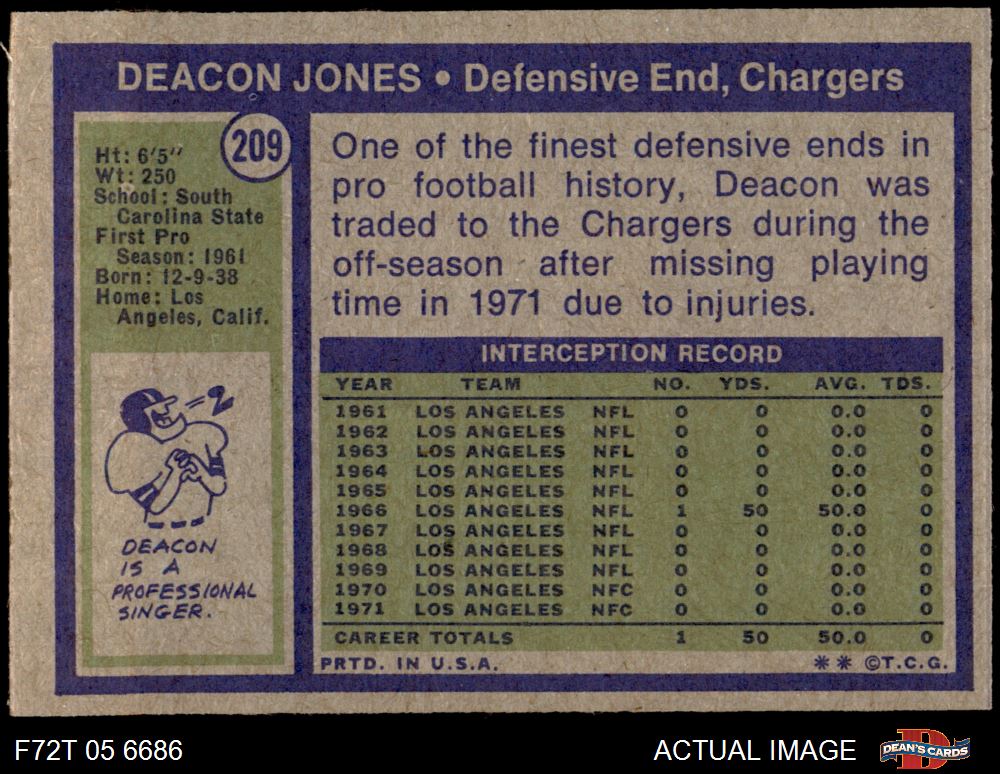 DEACON JONES • Defensive End, Chargers
209
Ht: 6'5"
Wt: 250
School: South
Carolina State
First Pro
Season: 1961
Born: 12-9-38
Home: Los
Angeles, Calif.
DEACON
IS A
PROFESSIONAL
SINGER.
One of the finest defensive ends in
pro football history, Deacon was
traded to the Chargers during the
off-season after missing playing
time in 1971 due to injuries.
INTERCEPTION RECORD
YEAR TEAM NO. YDS. AVG. TDS.
1961 LOS ANGELES NFL 0 0 0.0 0
1962 LOS ANGELES NFL 0 0 0.0 0
1963 LOS ANGELES NFL 0 0 0.0 0
1964 LOS ANGELES NFL 0 0 0.0 0
1965 LOS ANGELES NFL 0 0 0.0 0
1966 LOS ANGELES NFL 1 50 50.0 0
1967 LOS ANGELES NFL 0 0 0.0 0
1968 LOS ANGELES NFL 0 0 0.0 0
1969 LOS ANGELES NFL 0 0 0.0 0
1970 LOS ANGELES NFC 0 0 0.0 0
1971 LOS ANGELES NFC 0 0 0.0 0
CAREER TOTALS 1 50 50.0 0
PRTD. IN U.S.A. ** ©T.C.G.
F72T 05 6686 ACTUAL IMAGE DEAN'S CARDS